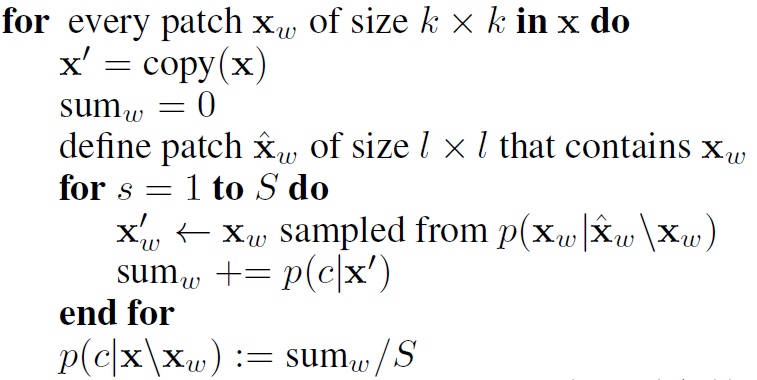 for every patch x_w of size k × k in x do
x′ = copy(x)
sum_w = 0
define patch x̂_w of size l × l that contains x_w
for s = 1 to S do
x′_w ← x_w sampled from p(x_w|x̂_w\x_w)
sum_w += p(c|x′)
end for
p(c|x\x_w) := sum_w/S